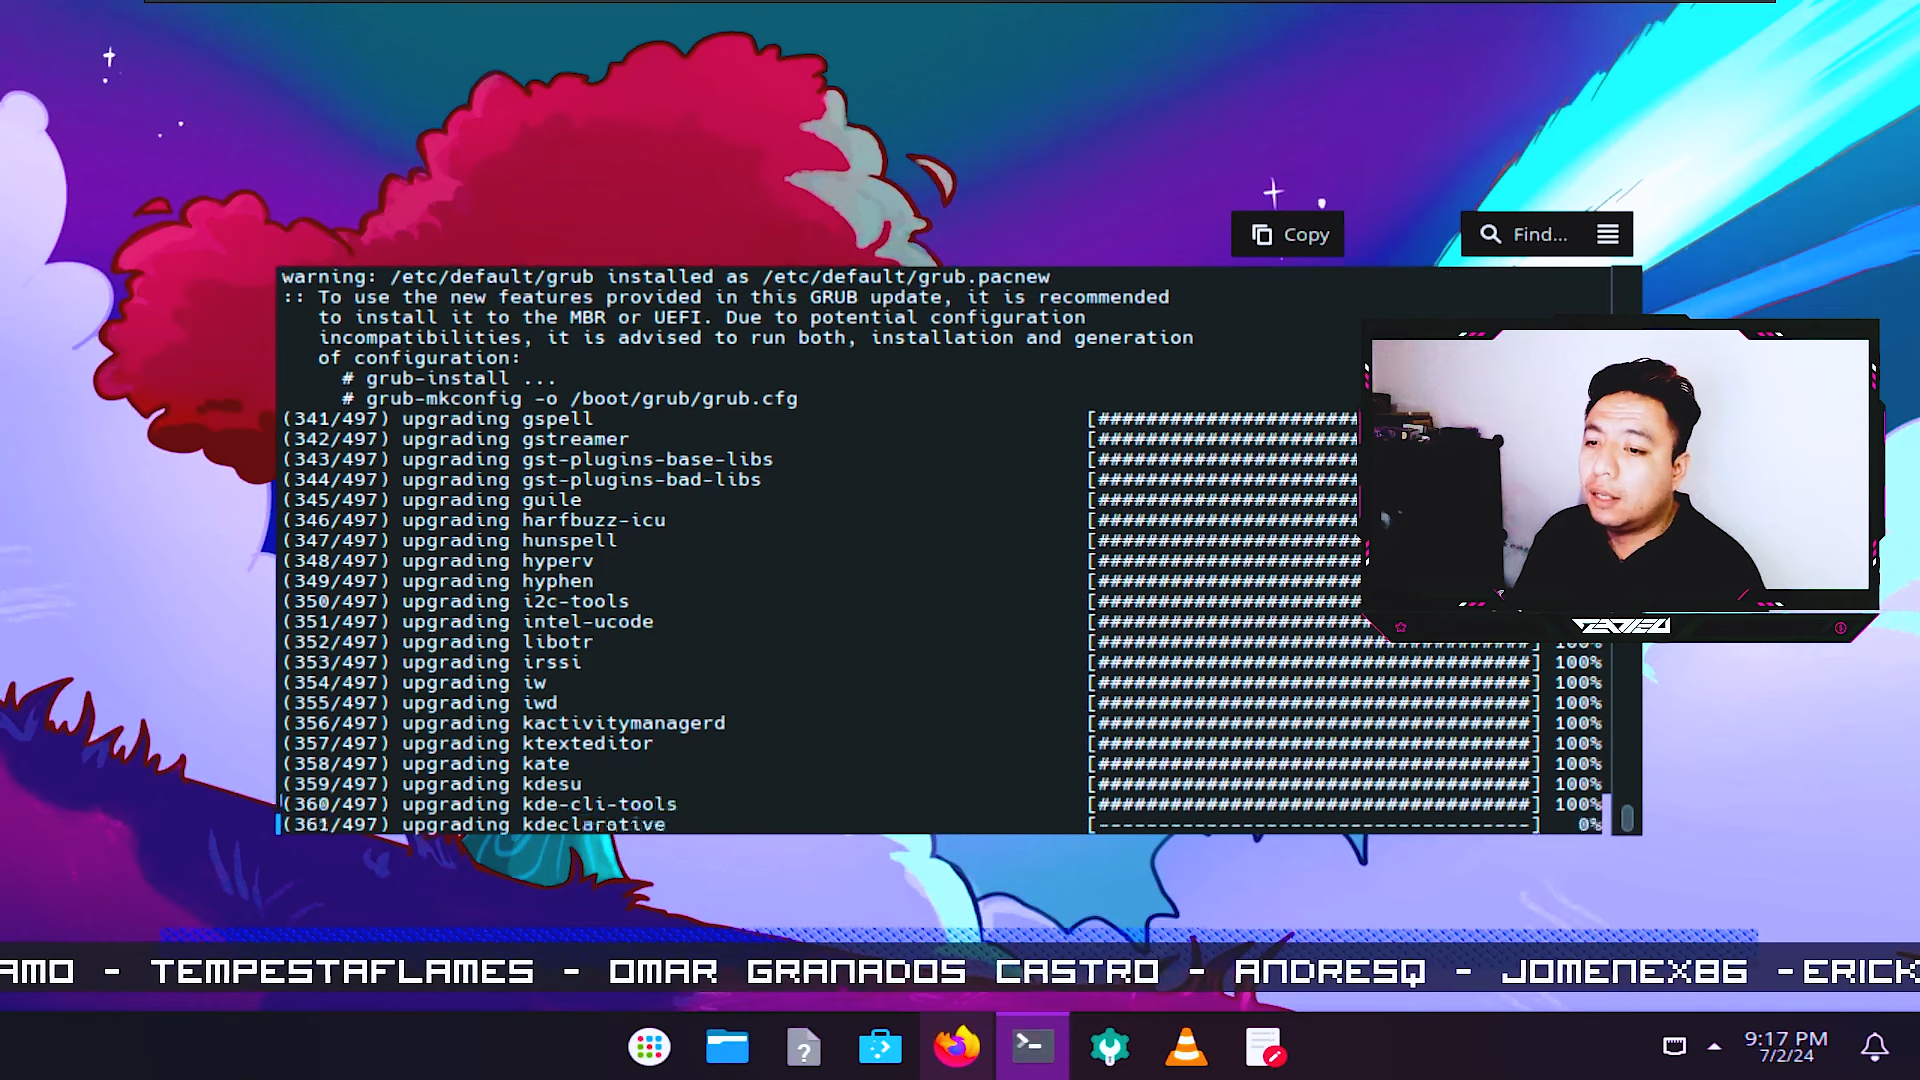 Copy
Find...
warning: /etc/default/grub installed as /etc/default/grub.pacnew
:: To use the new features provided in this GRUB update, it is recommended
to install it to the MBR or UEFI. Due to potential configuration
incompatibilities, it is advised to run both, installation and generation
of configuration:
# grub-install ...
# grub-mkconfig -o /boot/grub/grub.cfg
(341/497) upgrading gspell [######################
(342/497) upgrading gstreamer [######################
(343/497) upgrading gst-plugins-base-libs [######################
(344/497) upgrading gst-plugins-bad-libs [######################
(345/497) upgrading guile [######################
(346/497) upgrading harfbuzz-icu [######################
(347/497) upgrading hunspell [######################
(348/497) upgrading hyperv [######################
(349/497) upgrading hyphen [######################
(350/497) upgrading i2c-tools [######################
(351/497) upgrading intel-ucode [######################
(352/497) upgrading libotr [####################################] 100%
(353/497) upgrading irssi [####################################] 100%
(354/497) upgrading iw [####################################] 100%
(355/497) upgrading iwd [####################################] 100%
(356/497) upgrading kactivitymanagerd [####################################] 100%
(357/497) upgrading ktexteditor [####################################] 100%
(358/497) upgrading kate [####################################] 100%
(359/497) upgrading kdesu [####################################] 100%
(360/497) upgrading kde-cli-tools [####################################] 100%
(361/497) upgrading kdeclarative [------------------------------------] 0%
AMO - TEMPESTAFLAMES - OMAR GRANADOS CASTRO - ANDRESQ - JOMENEX86 - ERICK
9:17 PM
7/2/24